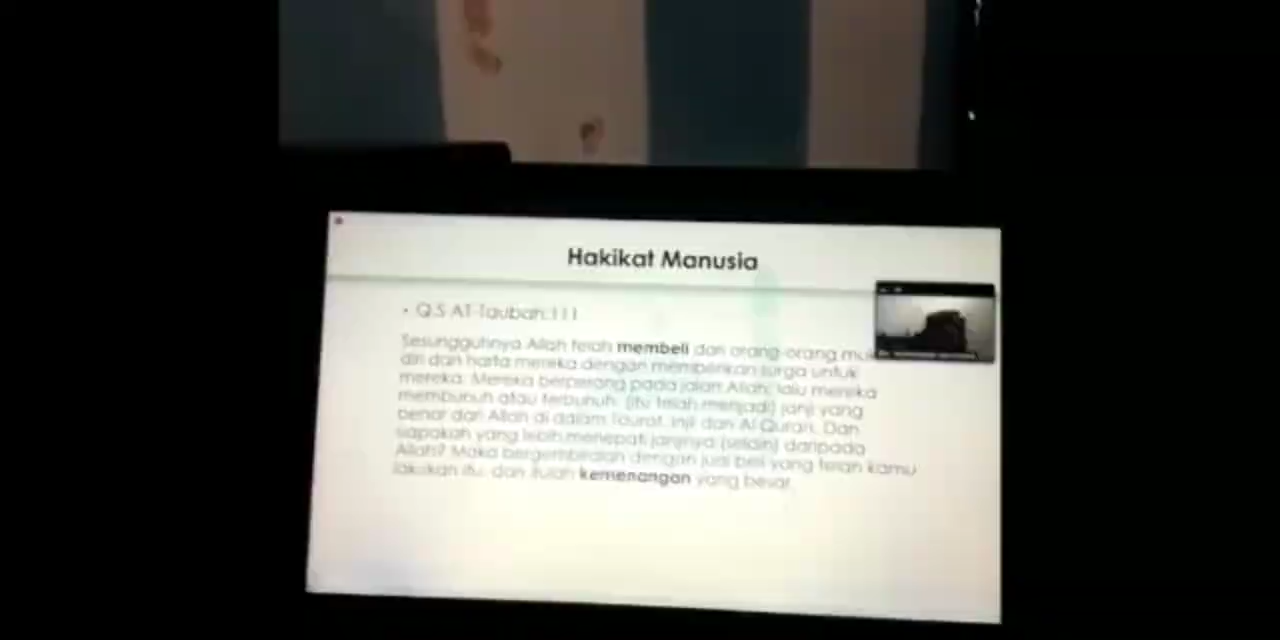 Hakikat Manusia
• Q.S AT-Taubah:111
Sesungguhnya Allah telah membeli dari orang-orang
diri dan harta mereka dengan memberikan surga untuk
mereka. Mereka berperang pada jalan Allah; lalu mereka
membunuh atau terbunuh. (Itu telah menjadi) janji yang
benar dari Allah di dalam Taurat, Injil dan Al Quran. Dan
siapakah yang lebih menepati janjinya (selain) daripada
Allah? Maka bergembiralah dengan jual beli yang telah kamu
lakukan itu, dan itulah kemenangan yang besar.